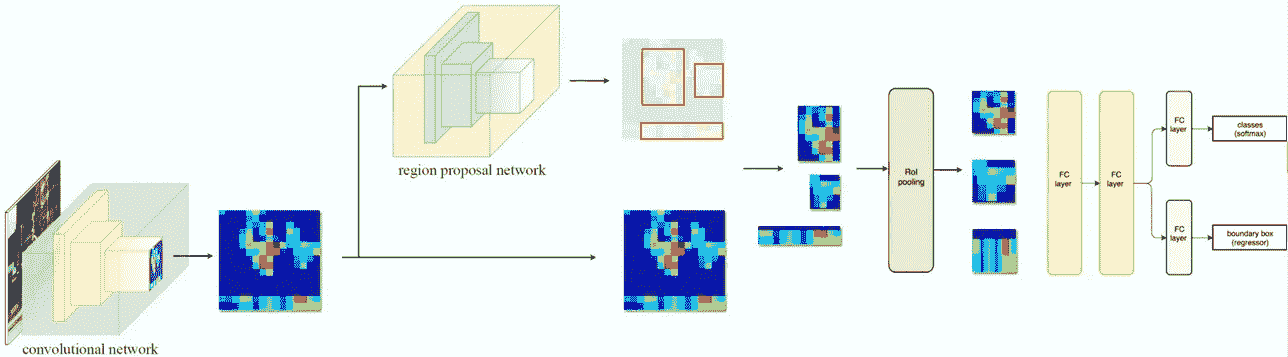 convolutional network
region proposal network
RoI
pooling
FC
layer
FC
layer
FC
layer
classes
(softmax)
FC
layer
boundary box
(regressor)